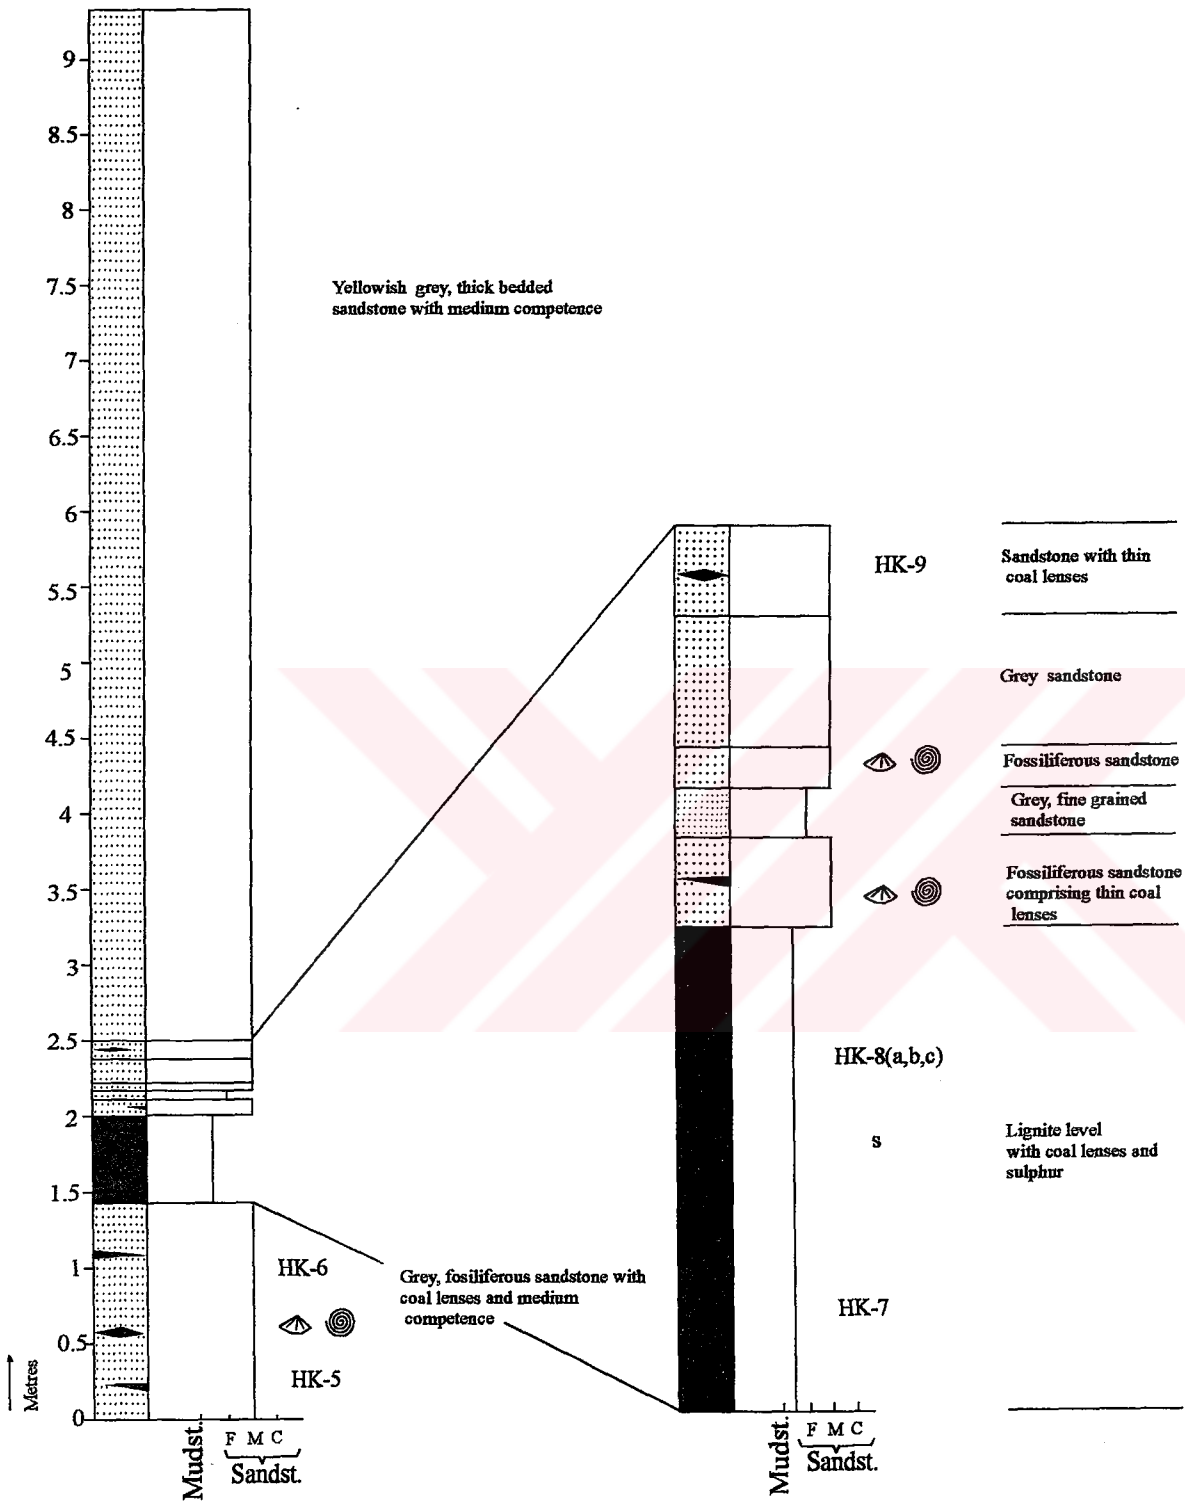 9
8.5
8
7.5
7
6.5
6
5.5
5
4.5
4
3.5
3
2.5
2
1.5
1
0.5
0
Metres
Yellowish grey, thick bedded
sandstone with medium competence
HK-6
HK-5
Grey, fosiliferous sandstone with
coal lenses and medium
competence
Mudst.
F M C
Sandst.
HK-9
Sandstone with thin
coal lenses
Grey sandstone
Fossiliferous sandstone
Grey, fine grained
sandstone
Fossiliferous sandstone
comprising thin coal
lenses
HK-8(a,b,c)
s
Lignite level
with coal lenses and
sulphur
HK-7
Mudst.
F M C
Sandst.